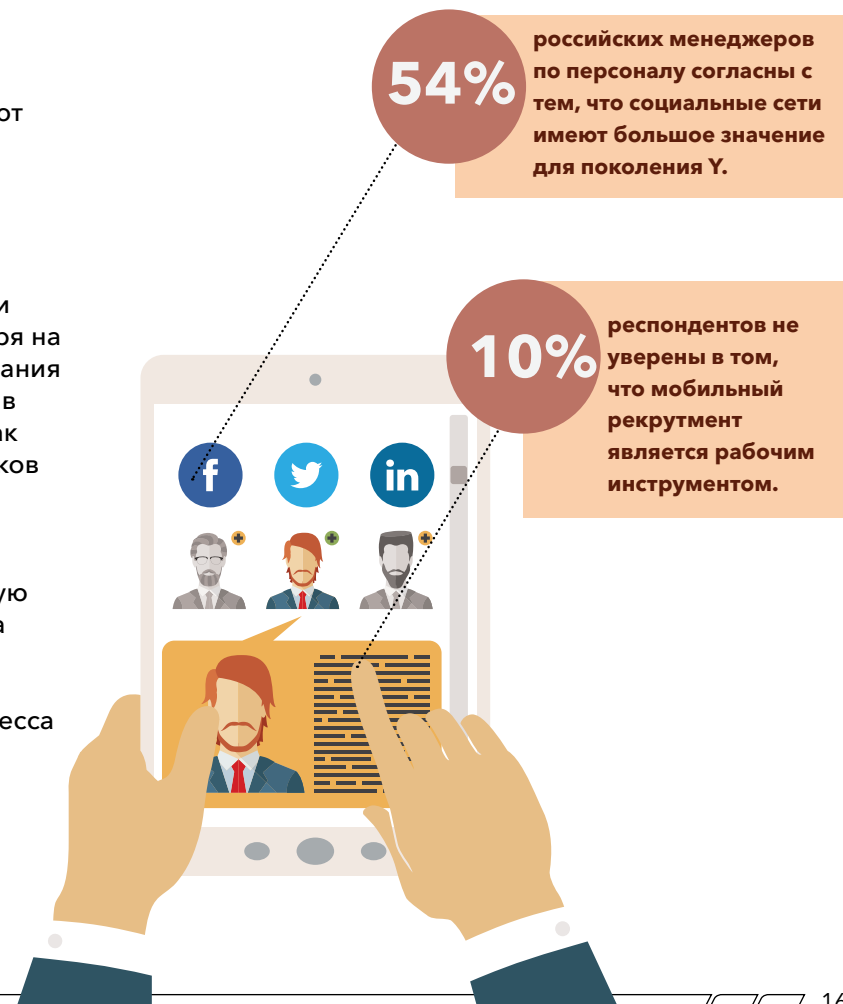 54%
российских менеджеров
по персоналу согласны с
тем, что социальные сети
имеют большое значение
для поколения Y.
10%
респондентов не
уверены в том,
что мобильный
рекрутмент
является рабочим
инструментом.
f
in